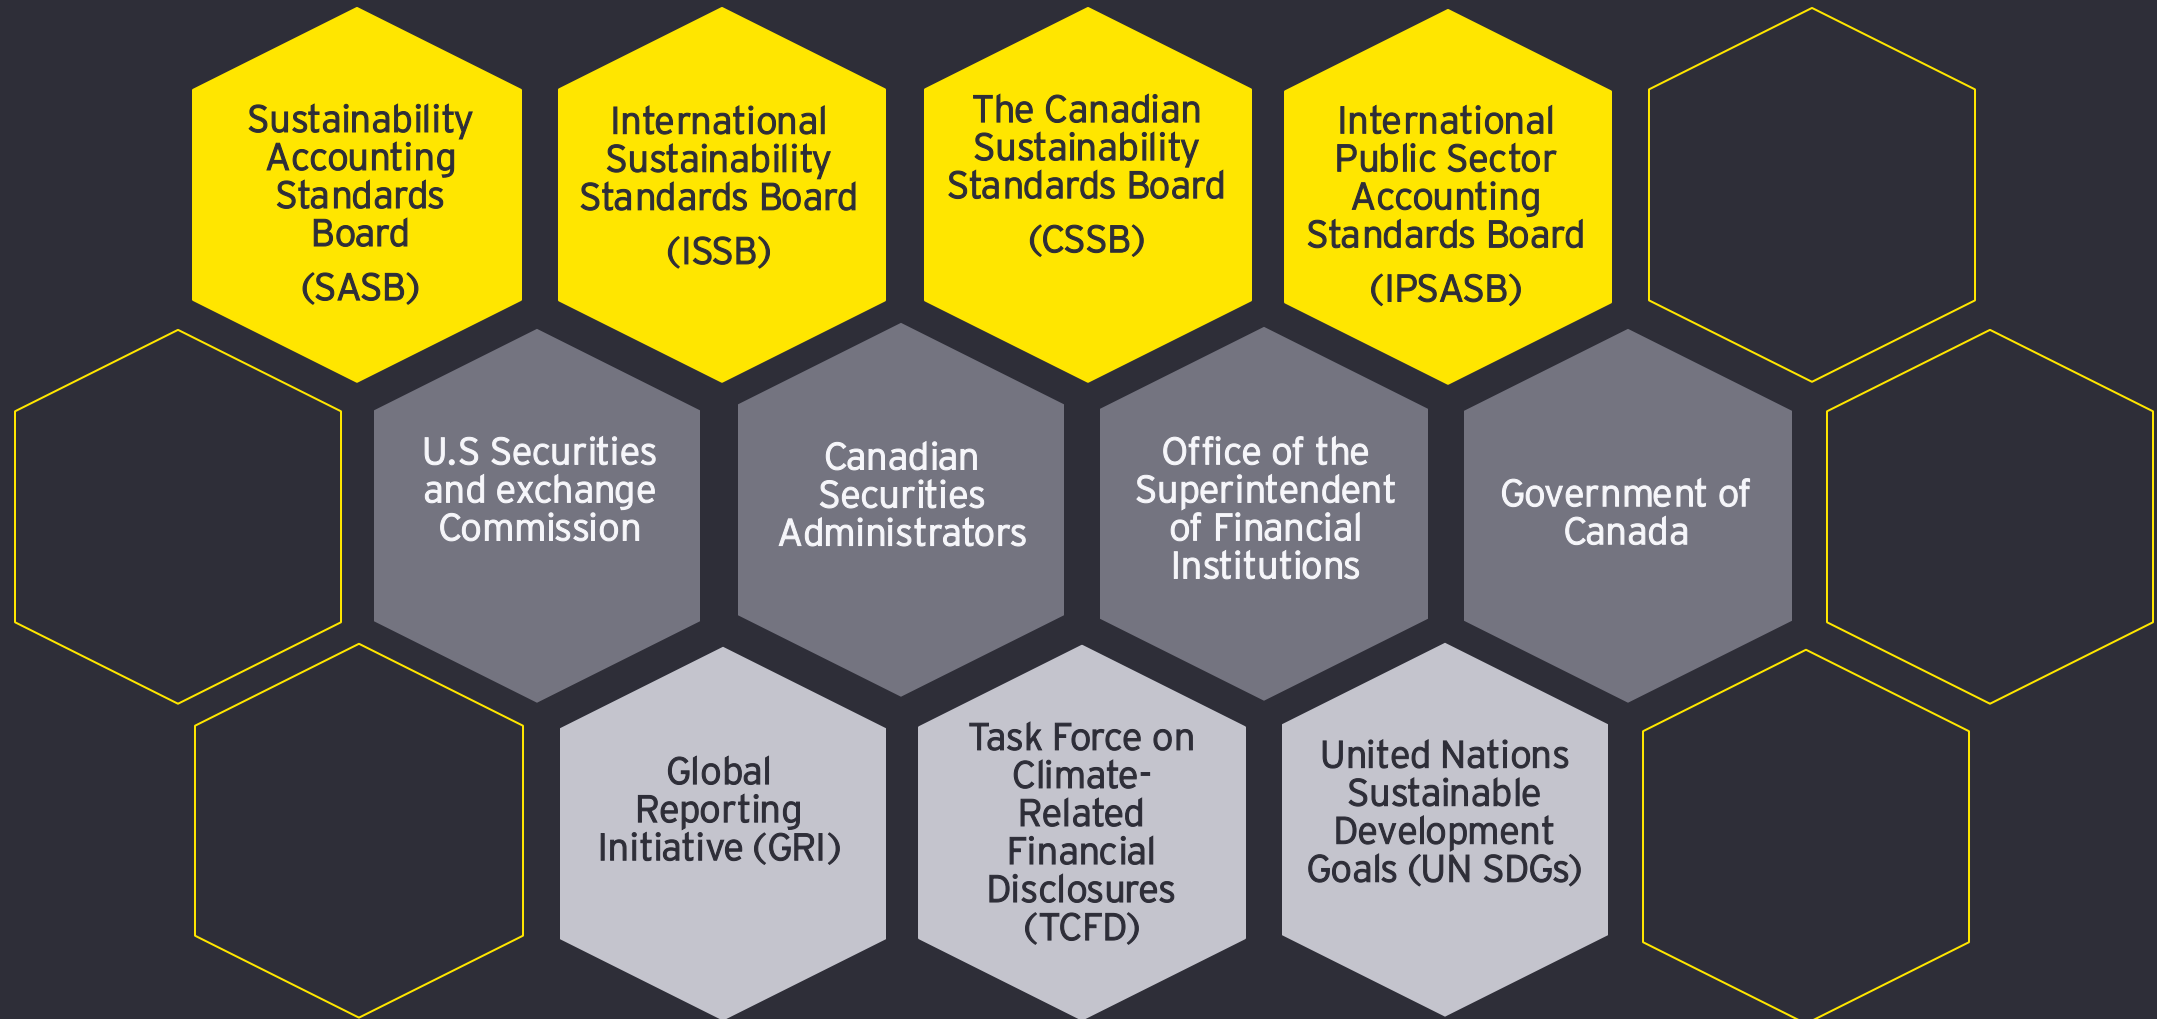 Sustainability
Accounting
Standards
Board
(SASB)
International
Sustainability
Standards Board
(ISSB)
The Canadian
Sustainability
Standards Board
(CSSB)
International
Public Sector
Accounting
Standards Board
(IPSASB)
U.S Securities
and exchange
Commission
Canadian
Securities
Administrators
Office of the
Superintendent
of Financial
Institutions
Government of
Canada
Global
Reporting
Initiative (GRI)
Task Force on
Climate-
Related
Financial
Disclosures
(TCFD)
United Nations
Sustainable
Development
Goals (UN SDGs)